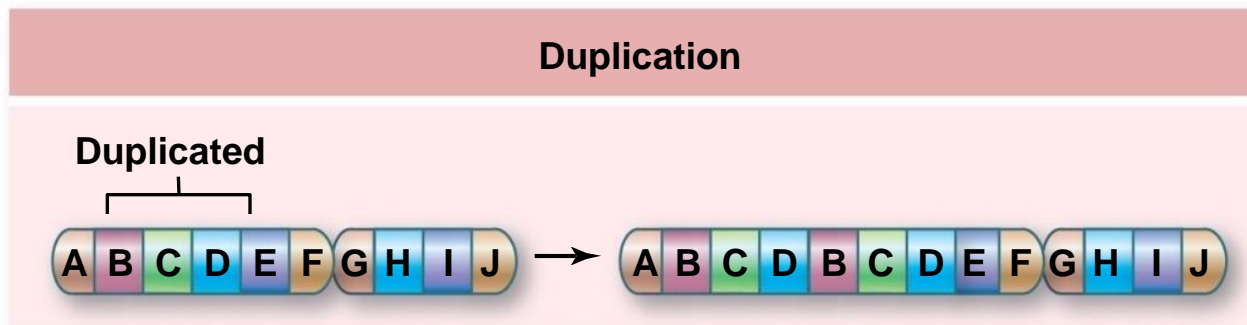 Duplication
Duplicated
A B C D E F G H I J A B C D B C D E F G H I J